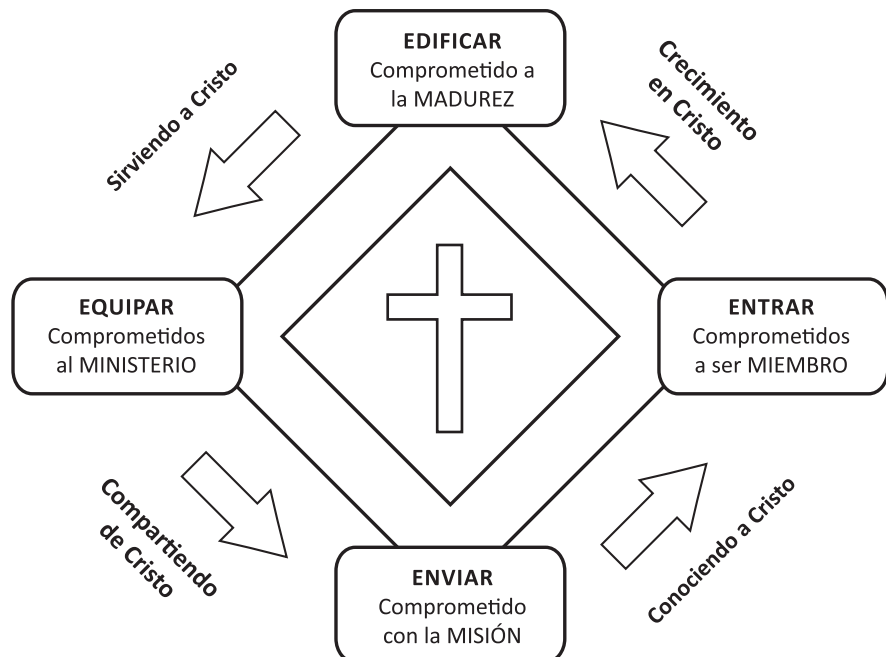 EDIFICAR
Comprometido a
la MADUREZ
Sirviendo a Cristo
Crecimiento
en Cristo
EQUIPAR
Comprometidos
al MINISTERIO
ENTRAR
Comprometidos
a ser MIEMBRO
Compartiendo
de Cristo
Conociendo a Cristo
ENVIAR
Comprometido
con la MISIÓN